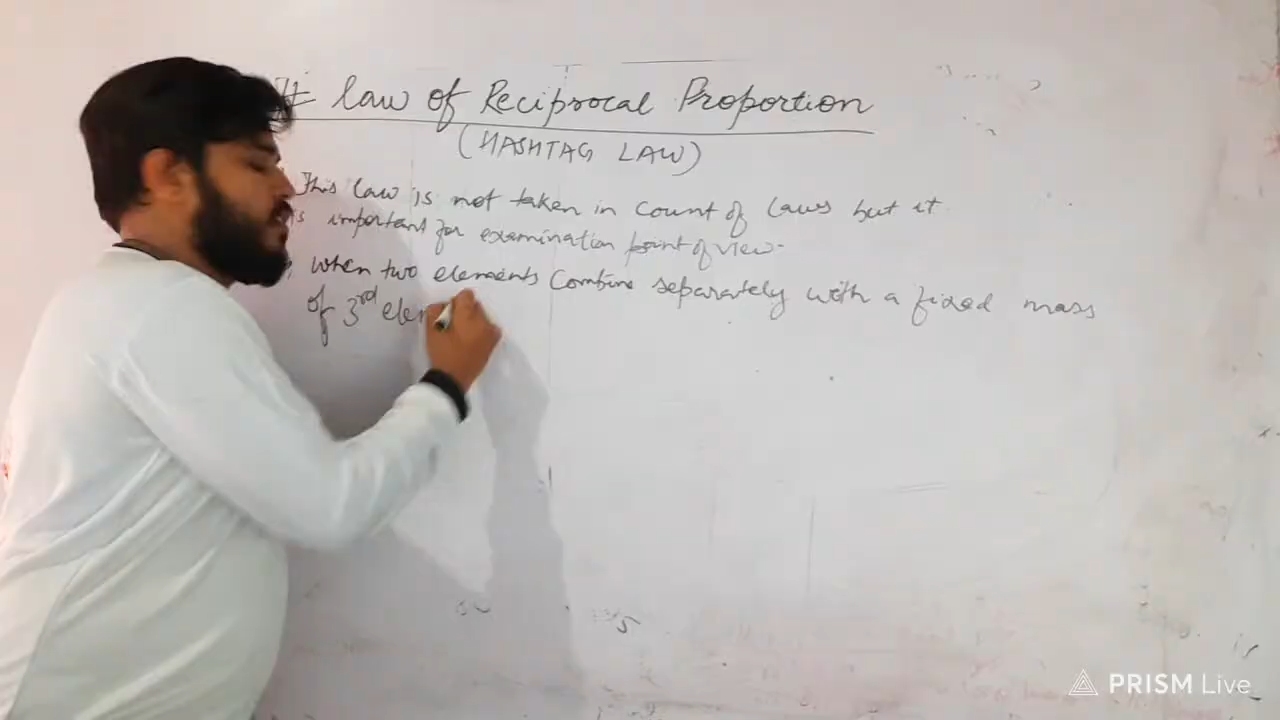 # Law of Reciprocal Proportion
(HASHTAG LAW)
This law is not taken in count of laws but it
is important for examination point of view.
when two elements Combine separately with a fixed mass
of 3rd elem
PRISM Live